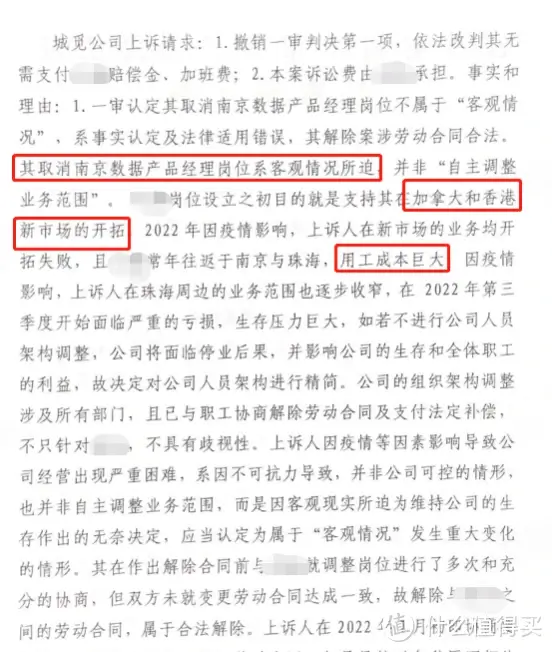 城觅公司上诉请求：1.撤销一审判决第一项，依法改判其无
需支付赔偿金、加班费；2.本案诉讼费由承担。事实和
理由：1.一审认定其取消南京数据产品经理岗位不属于“客观情
况”，系事实认定及法律适用错误，其解除案涉劳动合同合法。
其取消南京数据产品经理岗位系客观情况所迫，并非“自主调整
业务范围”。岗位设立之初目的就是支持其在加拿大和香港
新市场的开拓，2022年因疫情影响，上诉人在新市场的业务均开
拓失败，且常年往返于南京与珠海，用工成本巨大，因疫情
影响，上诉人在珠海周边的业务范围也逐步收窄，在2022年第三
季度开始面临严重的亏损，生存压力巨大，如若不进行公司人员
架构调整，公司将面临停业后果，并影响公司的生存和全体职工
的利益，故决定对公司人员架构进行精简。公司的组织架构调整
涉及所有部门，且已与职工协商解除劳动合同及支付法定补偿，
不只针对，不具有歧视性。上诉人因疫情等因素影响导致公
司经营出现严重困难，系因不可抗力导致，并非公司可控的情形，
也并非自主调整业务范围，而是因客观现实所迫为维持公司的生
存作出的无奈决定，应当认定为属于“客观情况”发生重大变化
的情形。其在作出解除合同前与就调整岗位进行了多次和充
分的协商，但双方未就变更劳动合同达成一致，故解除与之
间的劳动合同，属于合法解除。上诉人在2022年
值 什么值得买